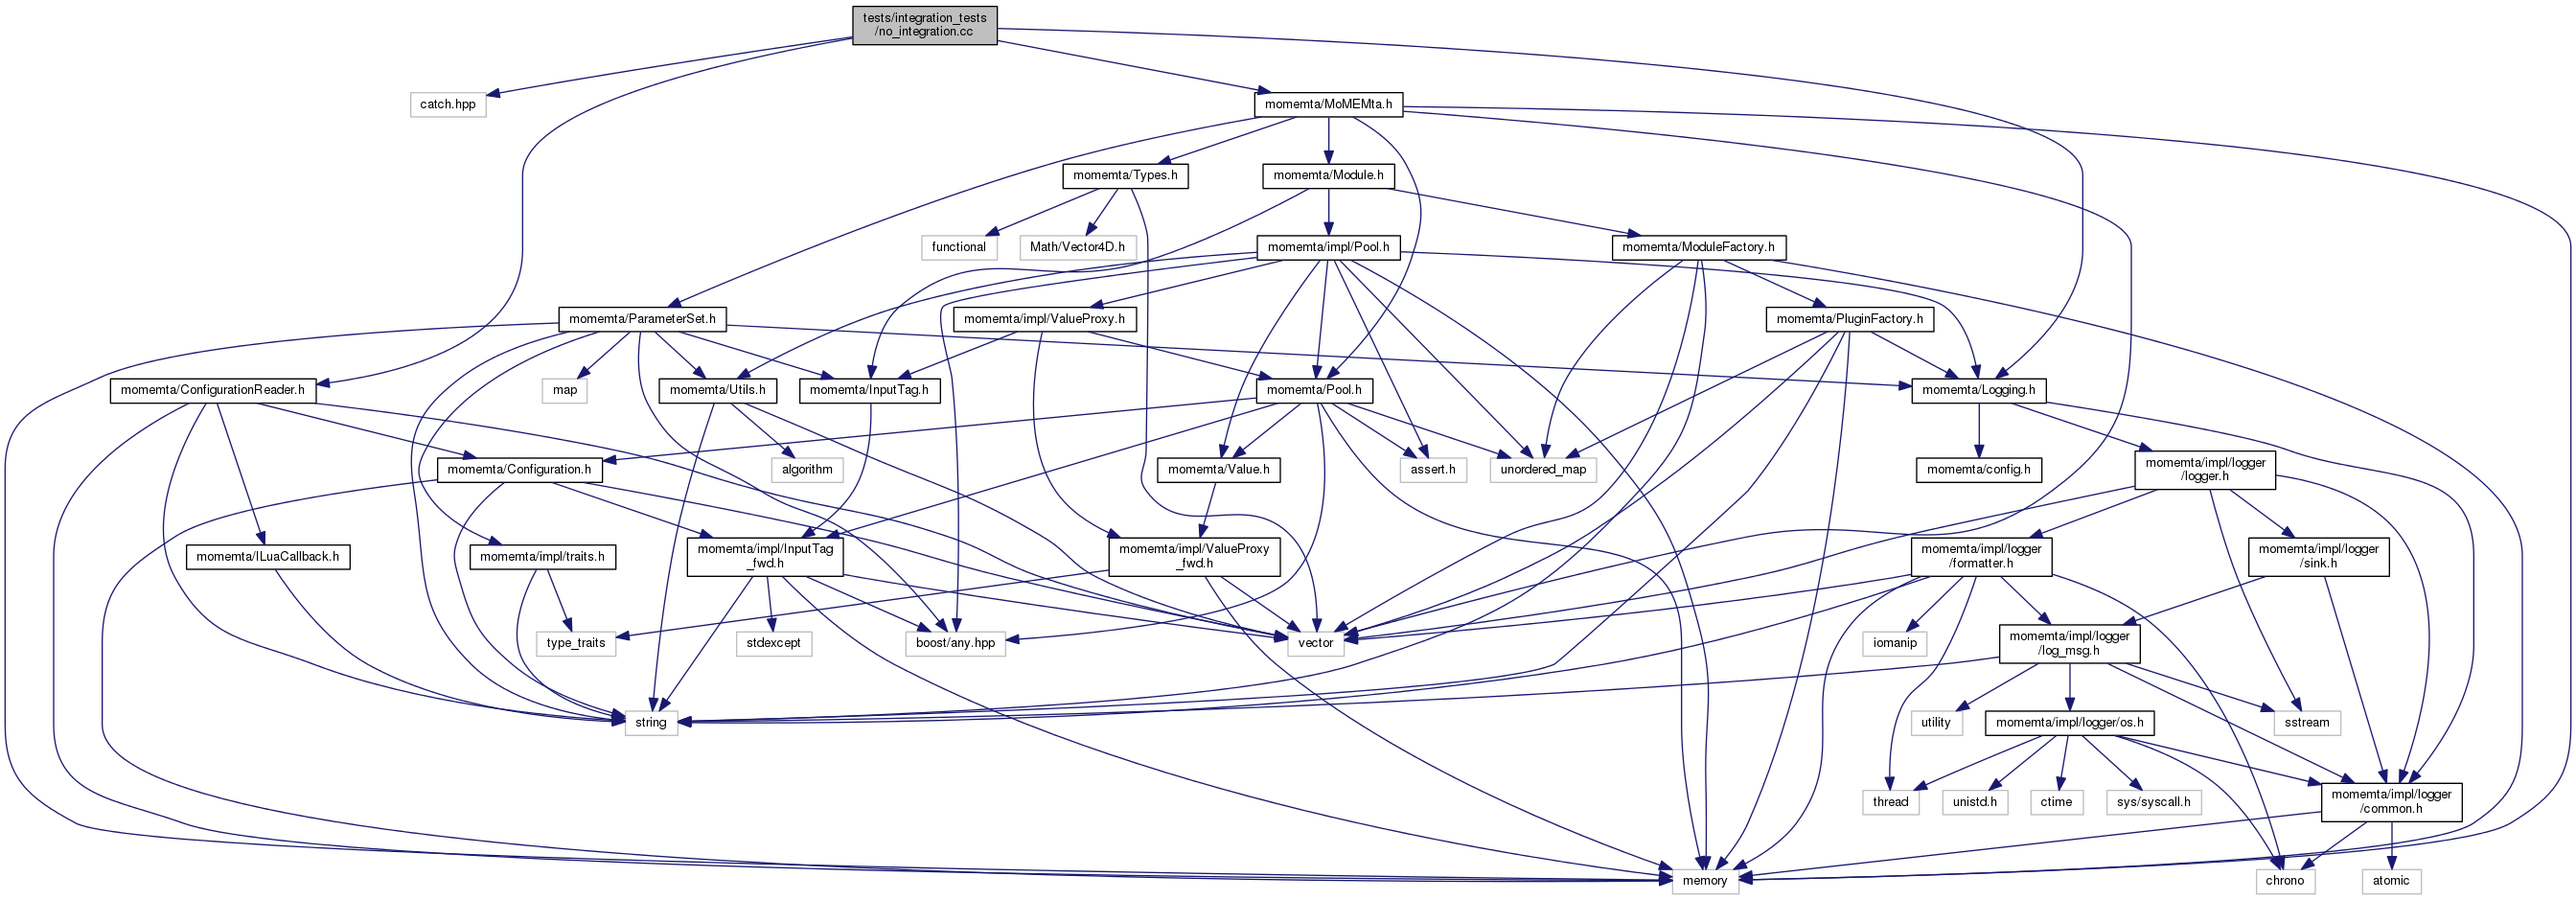 tests/integration_tests
/no_integration.cc
catch.hpp
momemta/MoMEMta.h
momemta/Types.h
momemta/Module.h
functional
Math/Vector4D.h
momemta/impl/Pool.h
momemta/ModuleFactory.h
momemta/ParameterSet.h
momemta/impl/ValueProxy.h
momemta/PluginFactory.h
momemta/ConfigurationReader.h
map
momemta/Utils.h
momemta/InputTag.h
momemta/Pool.h
momemta/Logging.h
momemta/Configuration.h
algorithm
momemta/Value.h
assert.h
unordered_map
momemta/config.h
momemta/impl/logger
/logger.h
momemta/ILuaCallback.h
momemta/impl/traits.h
momemta/impl/InputTag
_fwd.h
momemta/impl/ValueProxy
_fwd.h
momemta/impl/logger
/formatter.h
momemta/impl/logger
/sink.h
type_traits
stdexcept
boost/any.hpp
vector
iomanip
momemta/impl/logger
/log_msg.h
string
utility
momemta/impl/logger/os.h
sstream
thread
unistd.h
ctime
sys/syscall.h
momemta/impl/logger
/common.h
memory
chrono
atomic